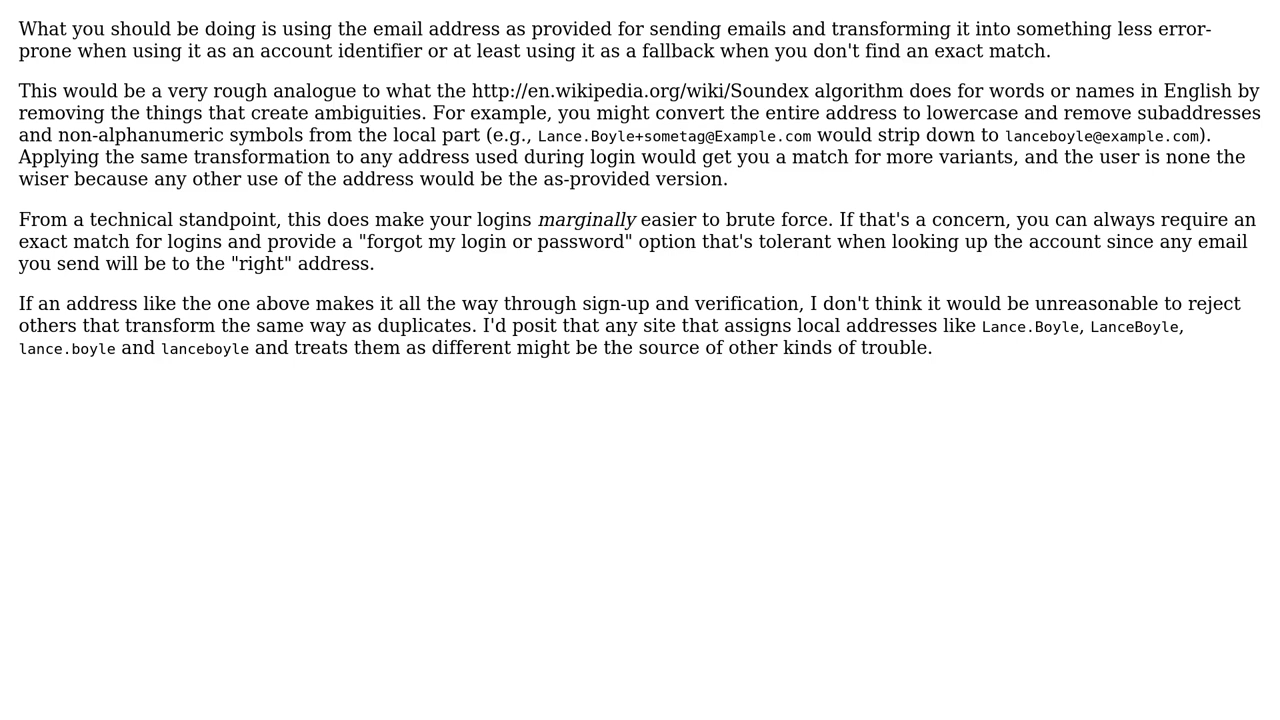 What you should be doing is using the email address as provided for sending emails and transforming it into something less error-
prone when using it as an account identifier or at least using it as a fallback when you don't find an exact match.
This would be a very rough analogue to what the http://en.wikipedia.org/wiki/Soundex algorithm does for words or names in English by
removing the things that create ambiguities. For example, you might convert the entire address to lowercase and remove subaddresses
and non-alphanumeric symbols from the local part (e.g., Lance.Boyle+sometag@Example.com would strip down to lanceboyle@example.com).
Applying the same transformation to any address used during login would get you a match for more variants, and the user is none the
wiser because any other use of the address would be the as-provided version.
From a technical standpoint, this does make your logins marginally easier to brute force. If that's a concern, you can always require an
exact match for logins and provide a "forgot my login or password" option that's tolerant when looking up the account since any email
you send will be to the "right" address.
If an address like the one above makes it all the way through sign-up and verification, I don't think it would be unreasonable to reject
others that transform the same way as duplicates. I'd posit that any site that assigns local addresses like Lance.Boyle, LanceBoyle,
lance.boyle and lanceboyle and treats them as different might be the source of other kinds of trouble.